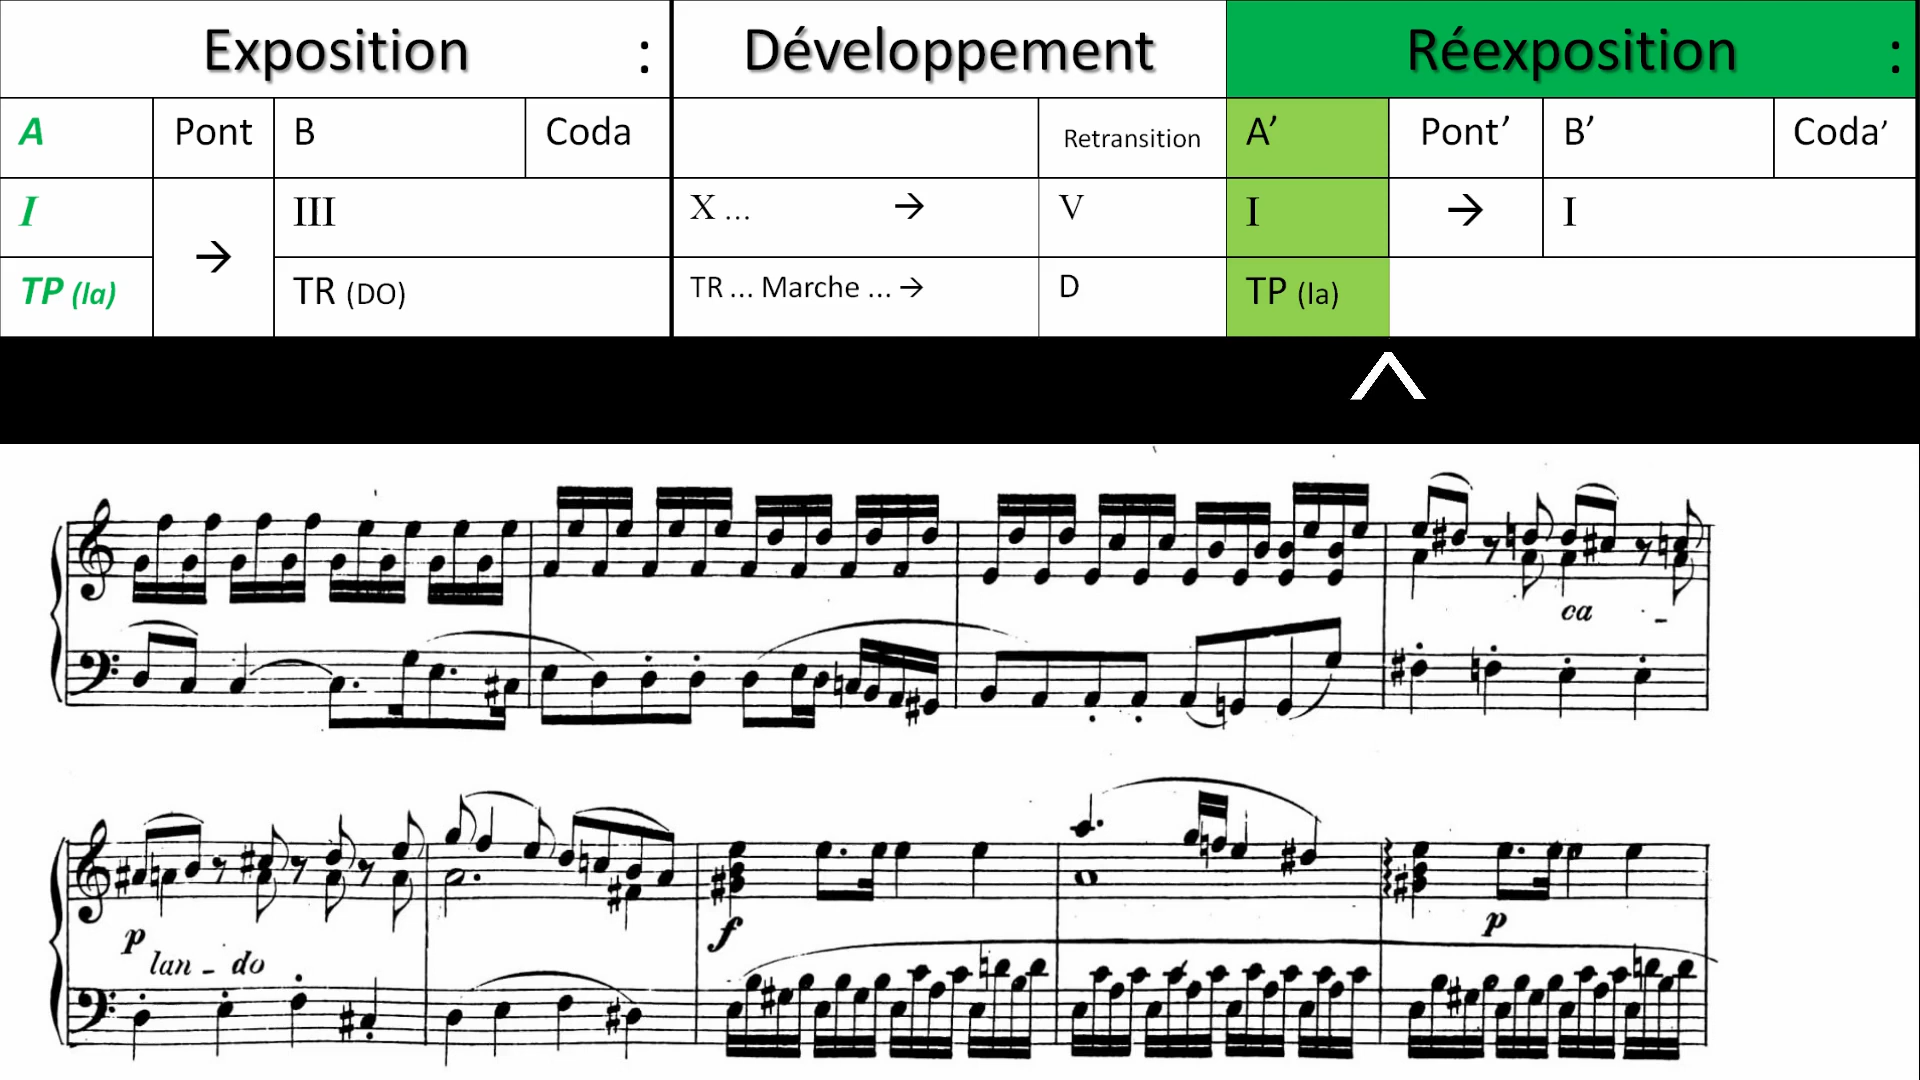 Exposition : Développement Réexposition :
A Pont B Coda Retransition A’ Pont’ B’ Coda’
I → III X ... → V I → I
TP (la) TR (DO) TR ... Marche ... → D TP (la)
ca -
p f p
lan - do